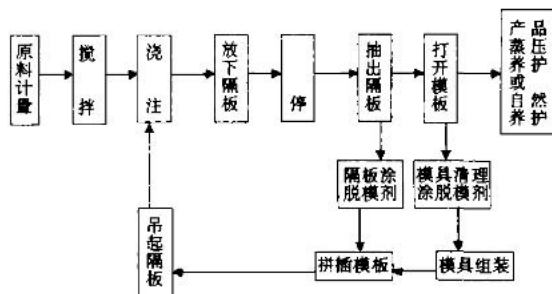 原料计量
搅拌
浇注
放下隔板
停
抽出隔板
打开模板
产品
蒸压
养护
或
自然
养护
隔板涂
脱模剂
模具清理
涂脱模剂
吊起隔板
拼插模板
模具组装